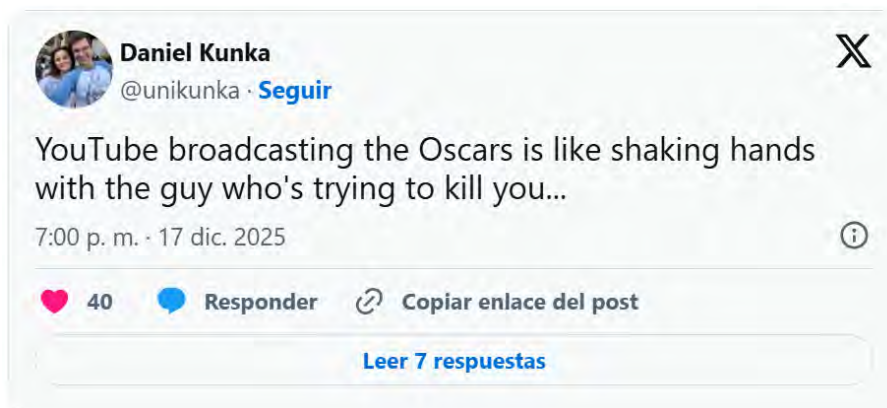 Daniel Kunka
@unikunka · Seguir
YouTube broadcasting the Oscars is like shaking hands
with the guy who's trying to kill you...
7:00 p. m. · 17 dic. 2025
40 Responder Copiar enlace del post
Leer 7 respuestas